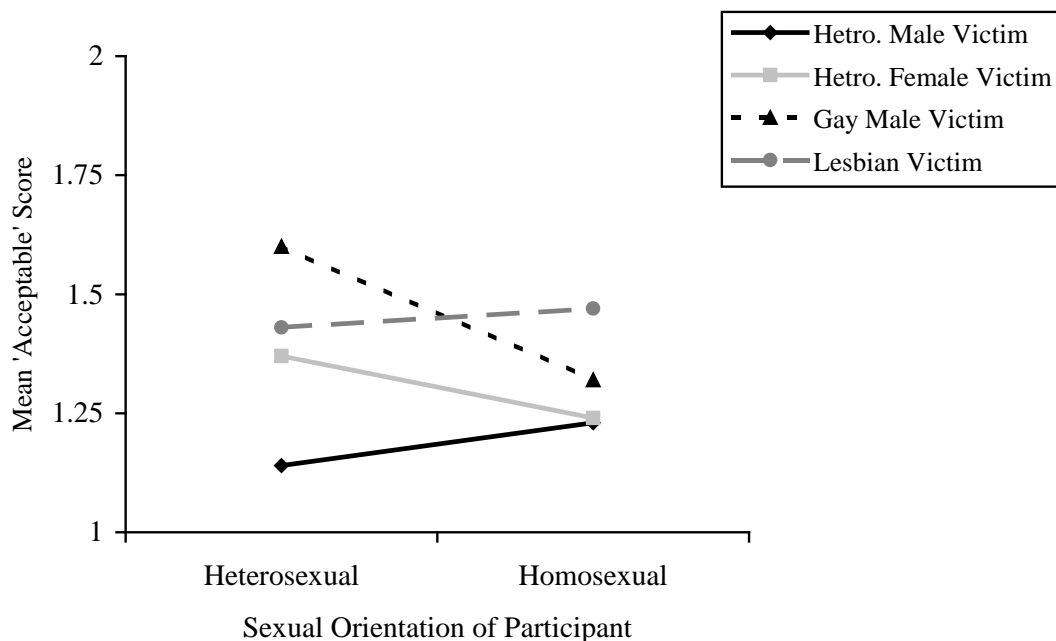 Hetro. Male Victim
Hetro. Female Victim
Gay Male Victim
Lesbian Victim
2
1.75
1.5
1.25
1
Mean 'Acceptable' Score
Heterosexual
Homosexual
Sexual Orientation of Participant